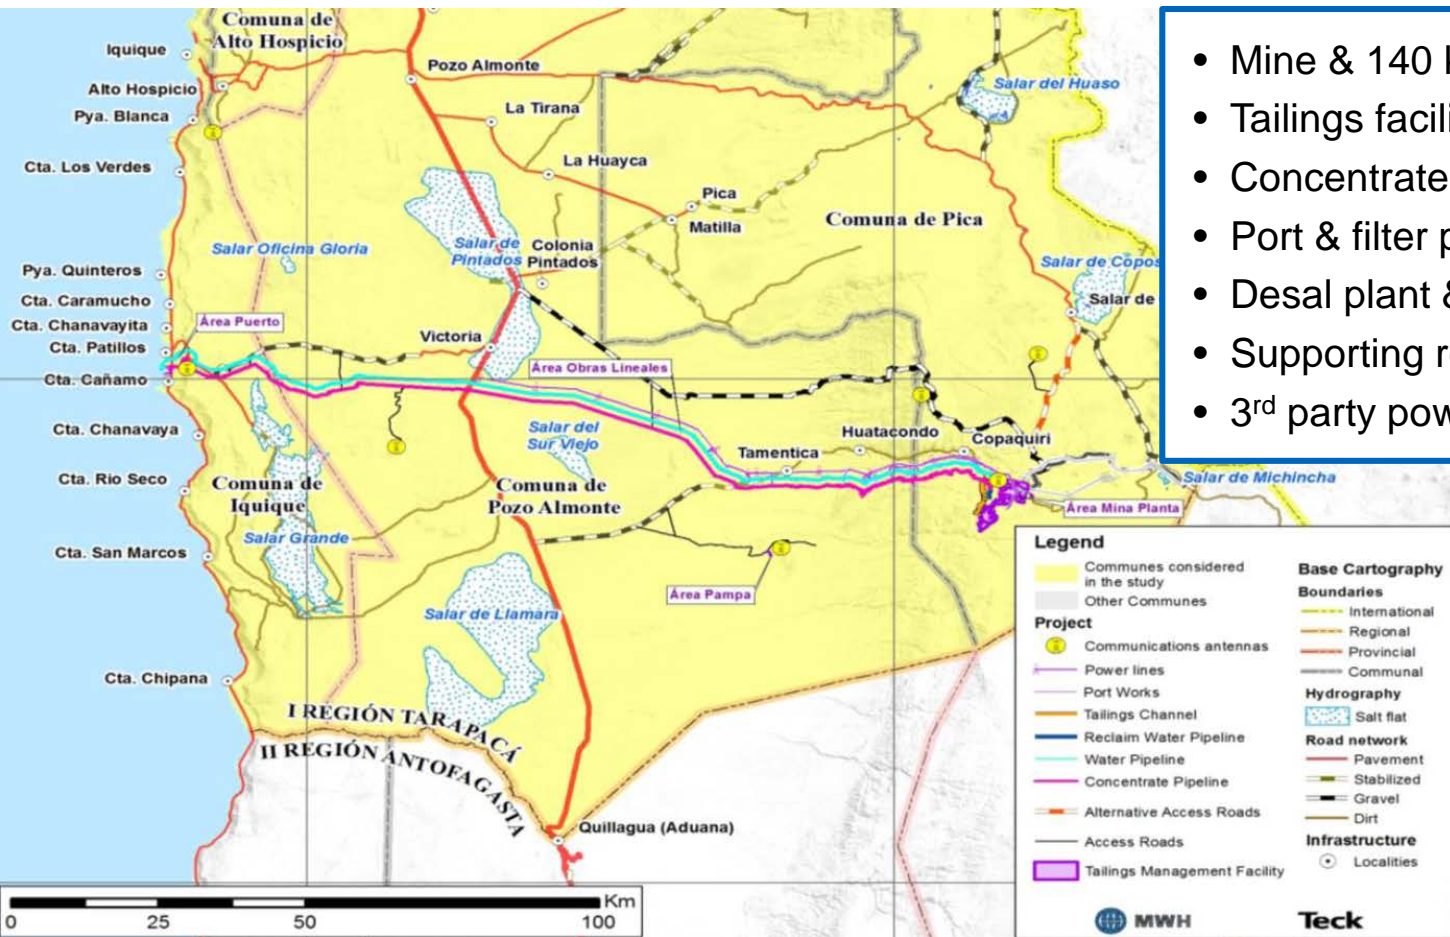 Comuna de
Alto Hospicio
Iquique
Alto Hospicio
Pya. Blanca
Cta. Los Verdes
Pozo Almonte
La Tirana
La Huayca
Pica
Matilla
Salar del Huaso
Comuna de Pica
Salar Oficina Gloria
Salar de
Pintados
Colonia
Pintados
Salar de Copos
Salar de
Pya. Quinteros
Cta. Caramucho
Cta. Chanavayita
Cta. Patillos
Cta. Cañamo
Área Puerto
Victoria
Área Obras Lineales
Cta. Chanavaya
Salar del
Sur Viejo
Huatacondo
Copaquiri
Tamentica
Cta. Rio Seco
Comuna de
Iquique
Comuna de
Pozo Almonte
Salar de Michincha
Área Mina Planta
Salar Grande
Cta. San Marcos
Área Pampa
Salar de Llamara
Cta. Chipana
I REGIÓN TARAPACÁ
II REGIÓN ANTOFAGASTA
Quillagua (Aduana)
0 25 50 100 Km
• Mine & 140
• Tailings
• Concentrate
• Port & filter
• Desal plant &
• Supporting
• 3rd party
Legend
Communes considered
in the study
Other Communes
Project
Communications antennas
Power lines
Port Works
Tailings Channel
Reclaim Water Pipeline
Water Pipeline
Concentrate Pipeline
Alternative Access Roads
Access Roads
Tailings Management Facility
Base Cartography
Boundaries
International
Regional
Provincial
Communal
Hydrography
Salt flat
Road network
Pavement
Stabilized
Gravel
Dirt
Infrastructure
Localities
MWH
Teck